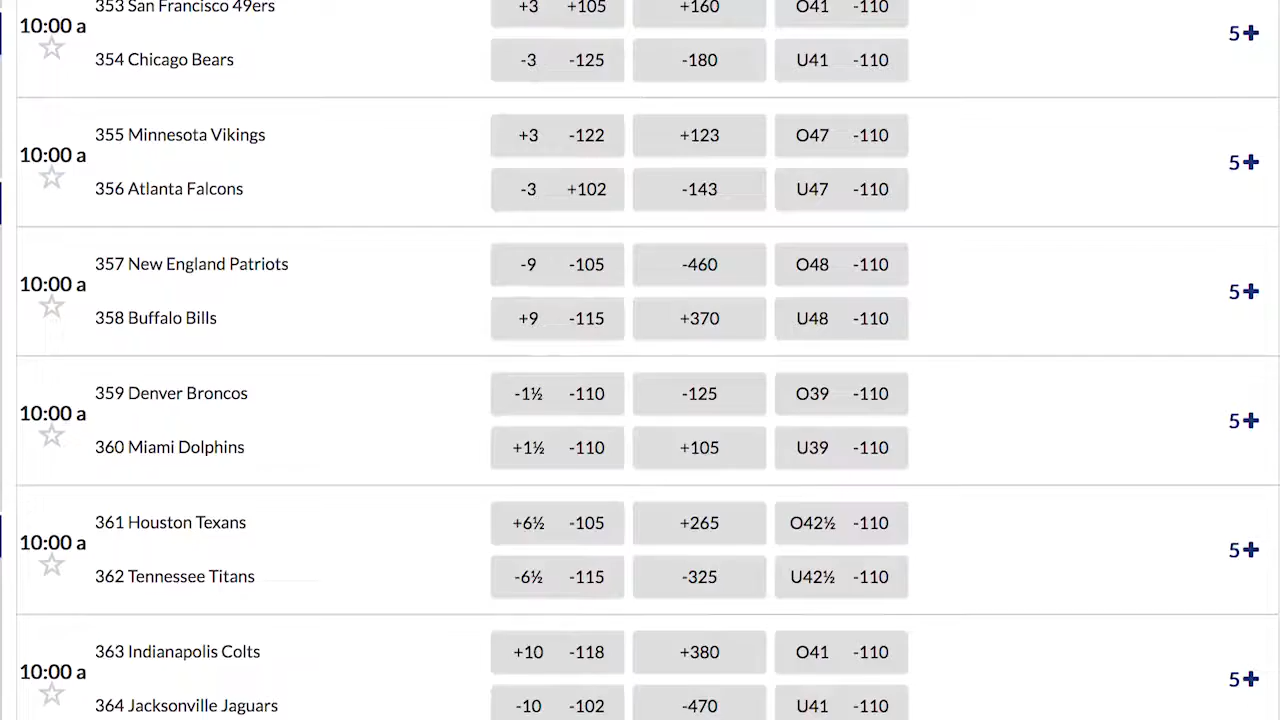 353 San Francisco 49ers +3 +105 +160 O41 -110
10:00 a 5+
354 Chicago Bears -3 -125 -180 U41 -110
355 Minnesota Vikings +3 -122 +123 O47 -110
10:00 a 5+
356 Atlanta Falcons -3 +102 -143 U47 -110
357 New England Patriots -9 -105 -460 O48 -110
10:00 a 5+
358 Buffalo Bills +9 -115 +370 U48 -110
359 Denver Broncos -1½ -110 -125 O39 -110
10:00 a 5+
360 Miami Dolphins +1½ -110 +105 U39 -110
361 Houston Texans +6½ -105 +265 O42½ -110
10:00 a 5+
362 Tennessee Titans -6½ -115 -325 U42½ -110
363 Indianapolis Colts +10 -118 +380 O41 -110
10:00 a 5+
364 Jacksonville Jaguars -10 -102 -470 U41 -110